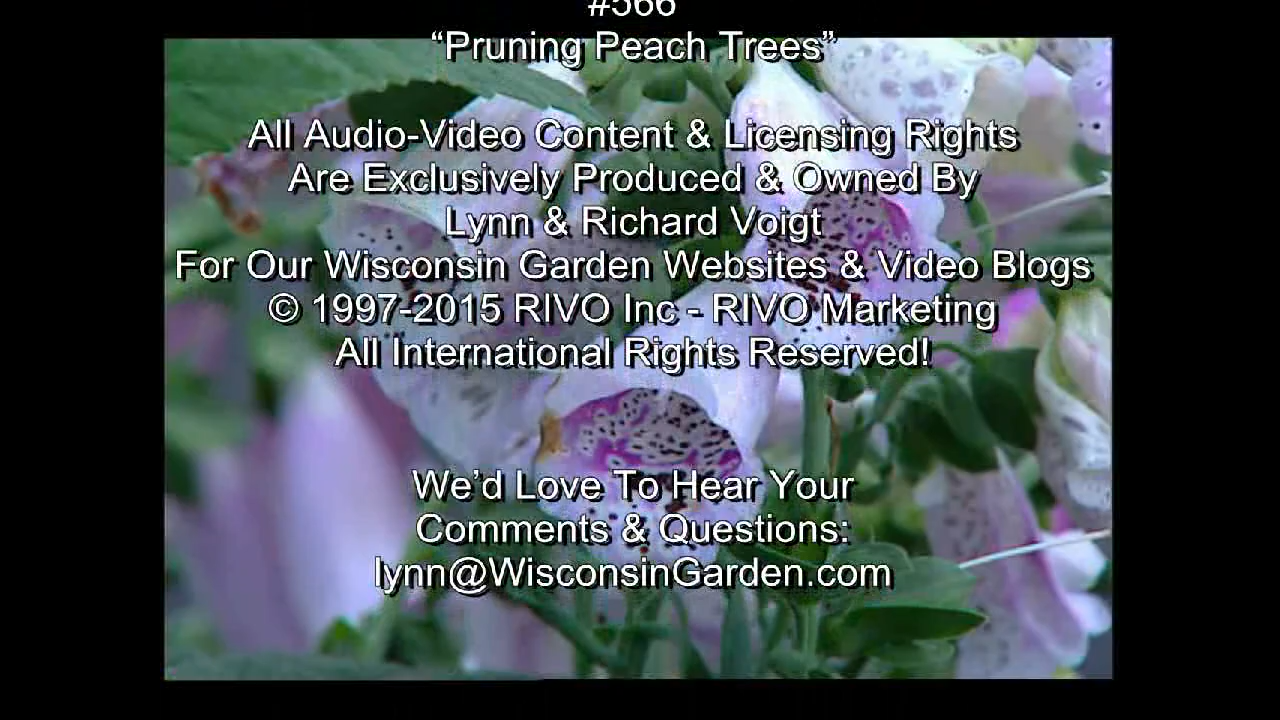 #566
“Pruning Peach Trees”
All Audio-Video Content & Licensing Rights
Are Exclusively Produced & Owned By
Lynn & Richard Voigt
For Our Wisconsin Garden Websites & Video Blogs
© 1997-2015 RIVO Inc - RIVO Marketing
All International Rights Reserved!
We’d Love To Hear Your
Comments & Questions:
lynn@WisconsinGarden.com